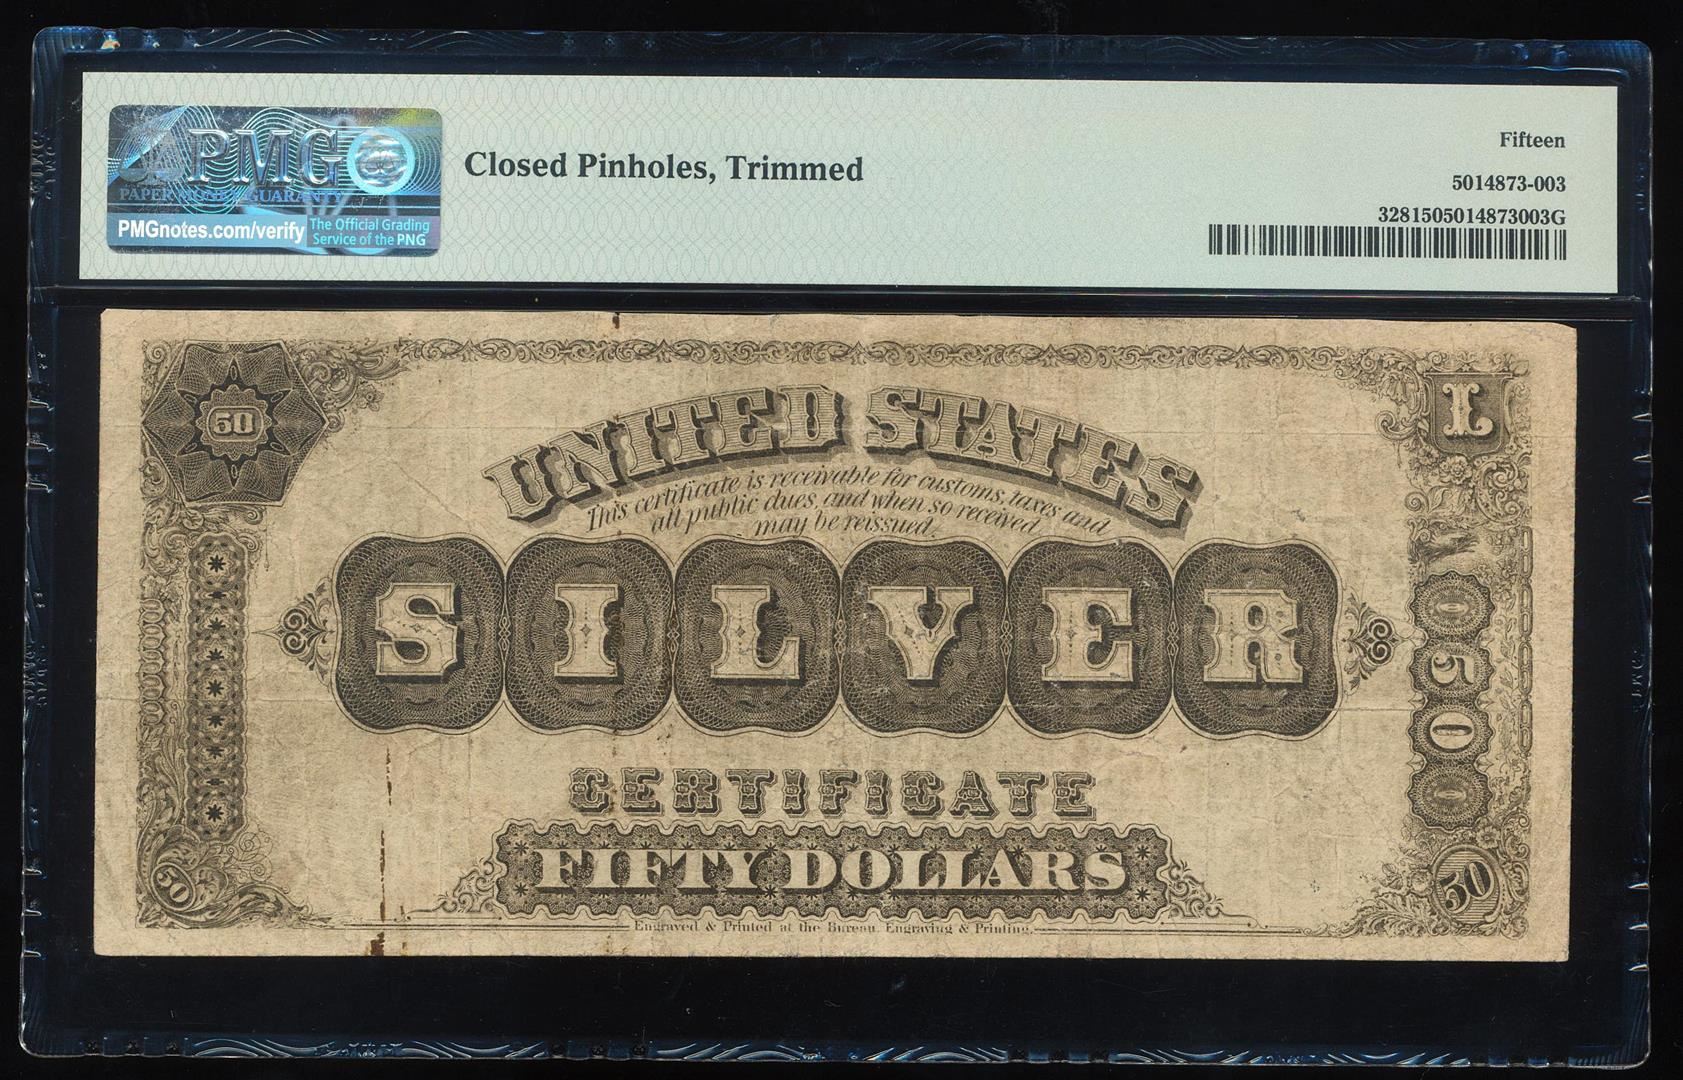 PMG
PAPER MONEY GUARANTY
PMGnotes.com/verify
The Official Grading
Service of the PNG
Closed Pinholes, Trimmed
Fifteen
5014873-003
3281505014873003G
50
L
UNITED STATES
This certificate is receivable for customs, taxes and
all public dues, and when so received
may be reissued.
SILVER
050
CERTIFICATE
FIFTY DOLLARS
50
50
Engraved & Printed at the Bureau, Engraving & Printing.